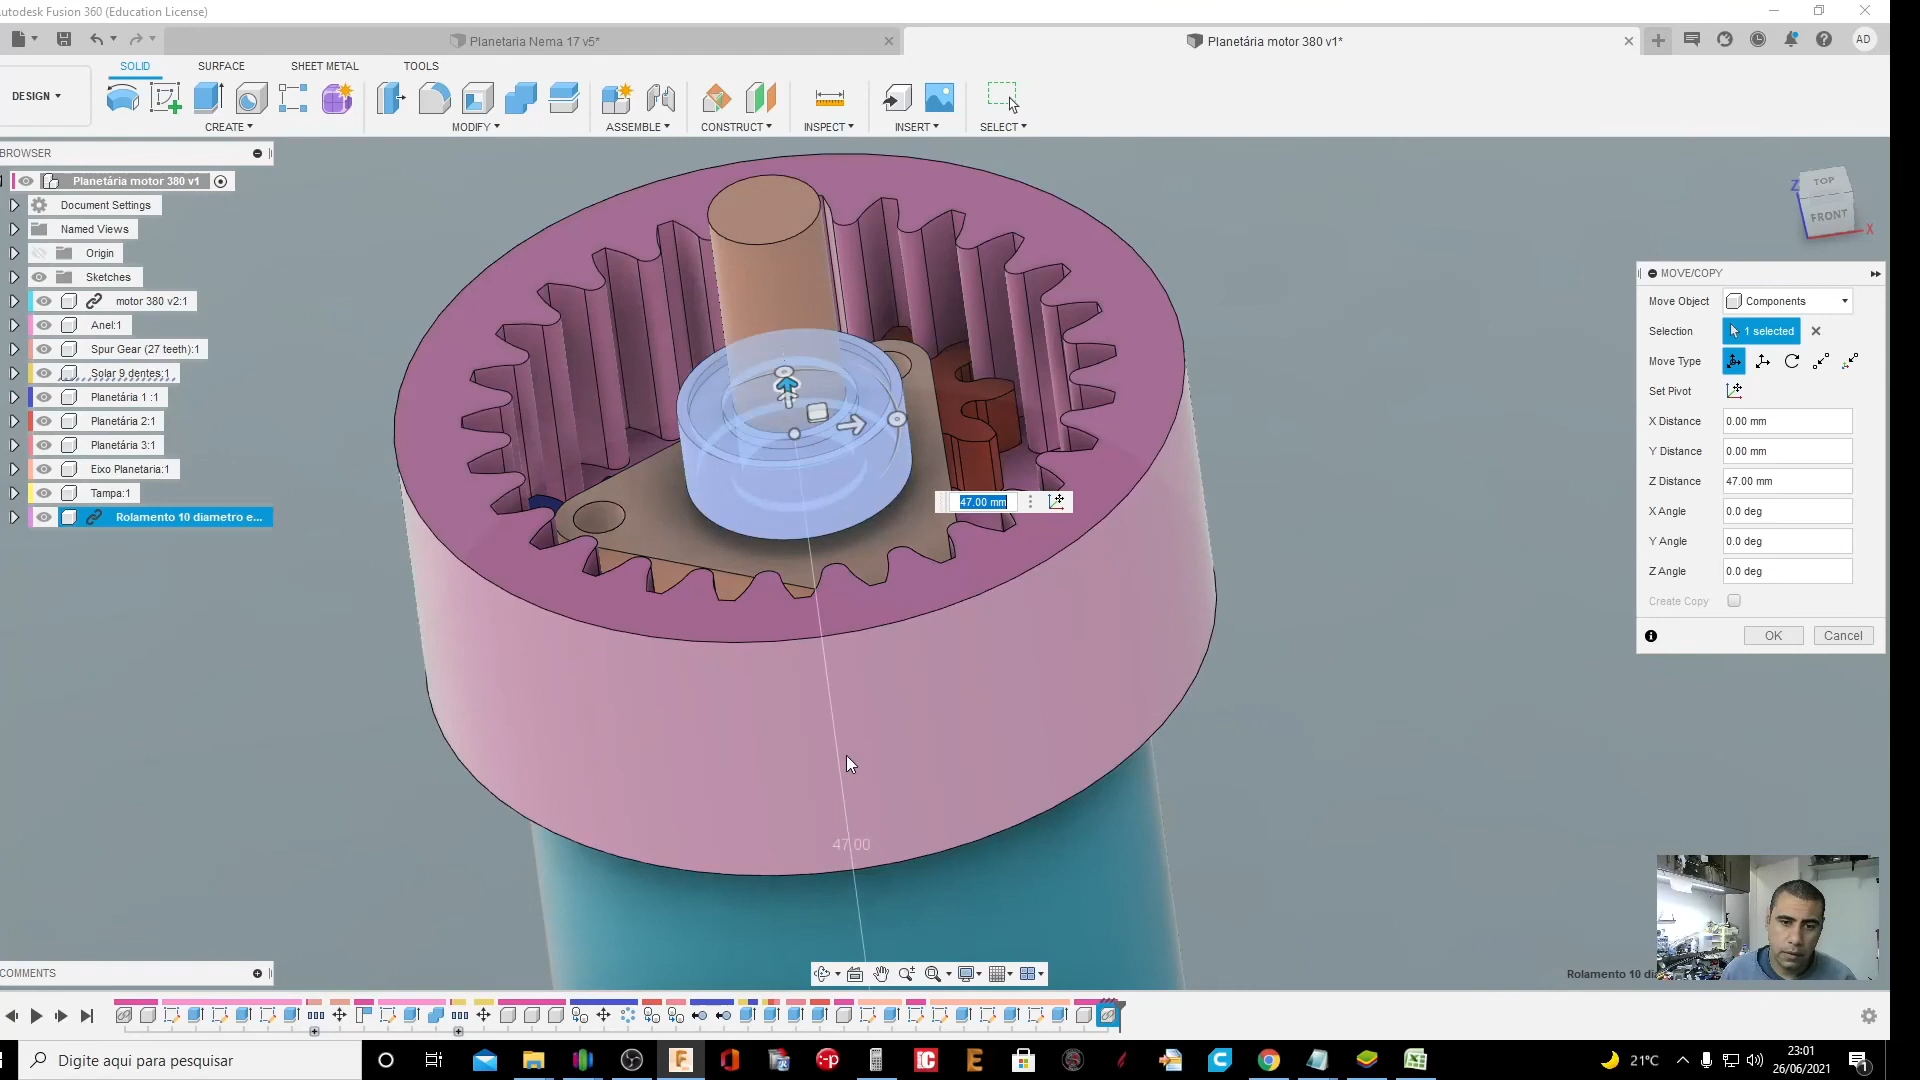 utodesk Fusion 360 (Education License)
Planetaria Nema 17 v5*
Planetária motor 380 v1*
AD
DESIGN
SOLID
SURFACE
SHEET METAL
TOOLS
CREATE
MODIFY
ASSEMBLE
CONSTRUCT
INSPECT
INSERT
SELECT
BROWSER
Planetária motor 380 v1
Document Settings
Named Views
Origin
Sketches
motor 380 v2:1
Anel:1
Spur Gear (27 teeth):1
Solar 9 dentes:1
Planetária 1 :1
Planetária 2:1
Planetária 3:1
Eixo Planetaria:1
Tampa:1
Rolamento 10 diametro e...
TOP
FRONT
Z
X
MOVE/COPY
Move Object
Components
Selection
1 selected
Move Type
Set Pivot
X Distance
0.00 mm
Y Distance
0.00 mm
Z Distance
47.00 mm
X Angle
0.0 deg
Y Angle
0.0 deg
Z Angle
0.0 deg
Create Copy
OK
Cancel
47.00 mm
47.00
COMMENTS
Rolamento 10 di
Digite aqui para pesquisar
21°C
23:01
26/06/2021